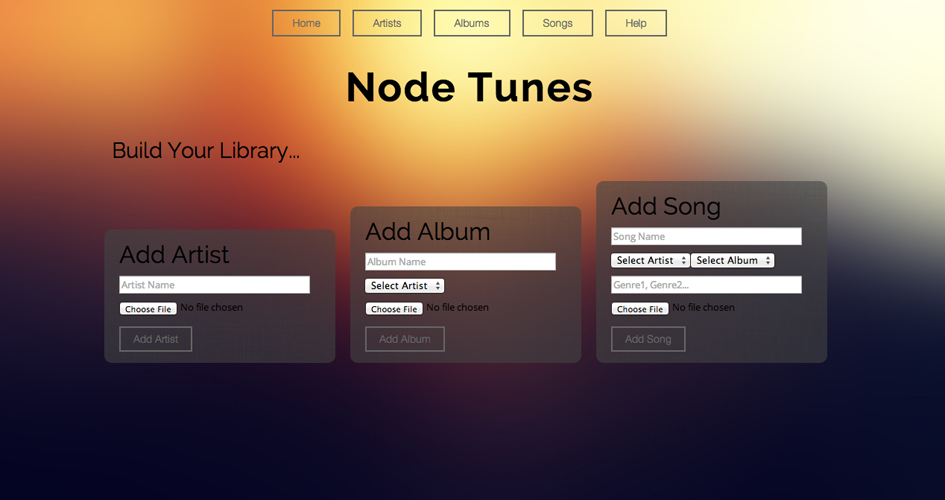 Home Artists Albums Songs Help
Node Tunes
Build Your Library...
Add Artist
Artist Name
Choose File No file chosen
Add Artist
Add Album
Album Name
Select Artist
Choose File No file chosen
Add Album
Add Song
Song Name
Select Artist Select Album
Genre1, Genre2...
Choose File No file chosen
Add Song